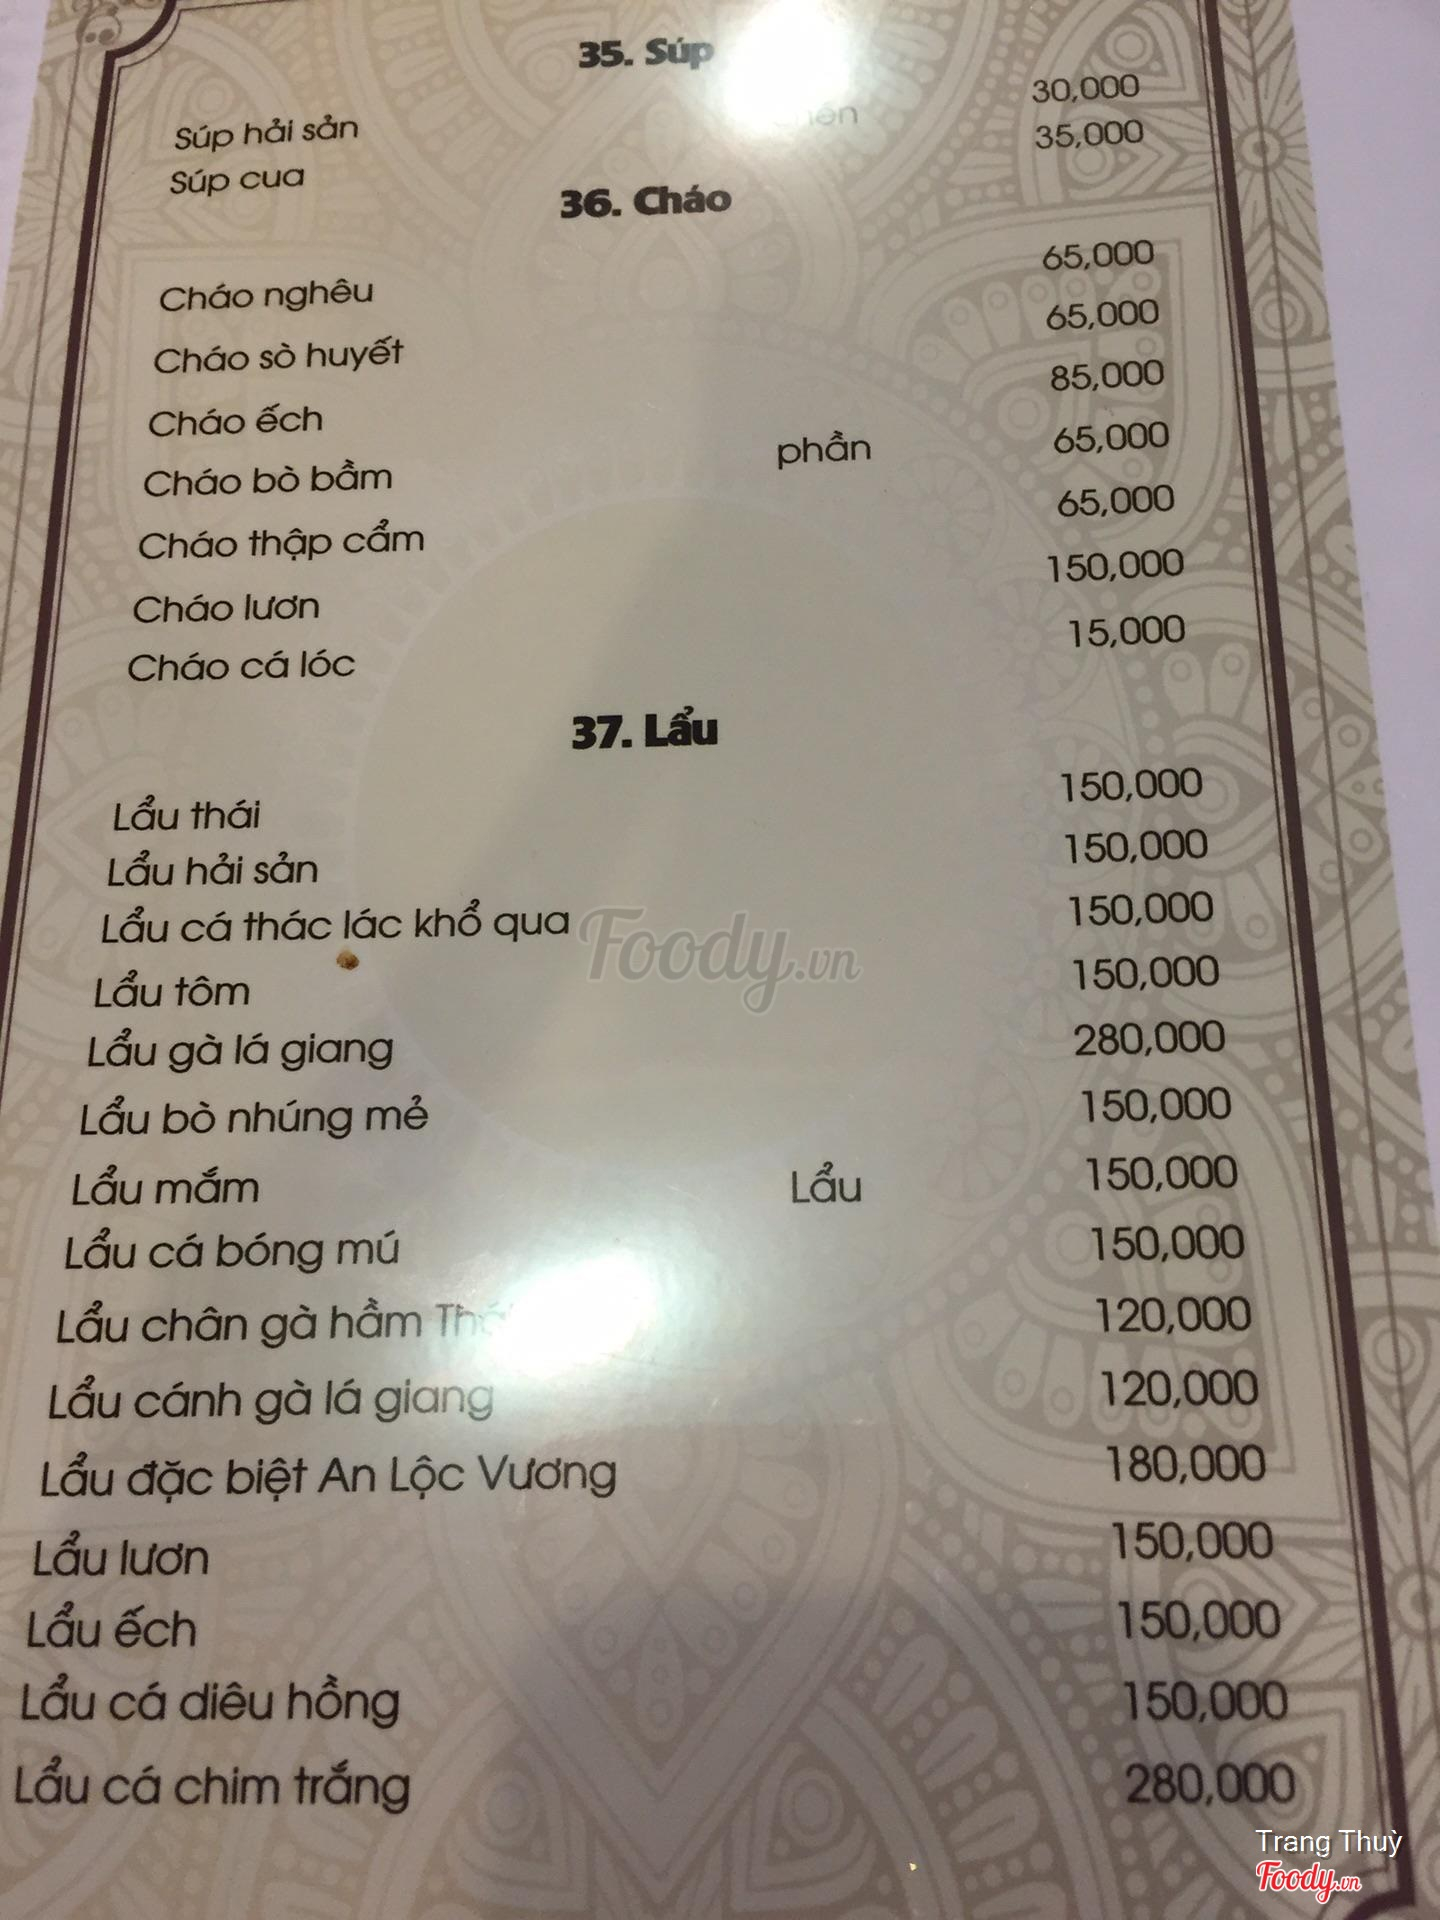 35. Súp
Súp hải sản 30,000
Súp cua 35,000
36. Cháo
Cháo nghêu 65,000
Cháo sò huyết 65,000
Cháo ếch 85,000
Cháo bò bằm phần 65,000
Cháo thập cẩm 65,000
Cháo lươn 150,000
Cháo cá lóc 15,000
37. Lẩu
Lẩu thái 150,000
Lẩu hải sản 150,000
Lẩu cá thác lác khổ qua 150,000
Lẩu tôm 150,000
Lẩu gà lá giang 280,000
Lẩu bò nhúng mẻ 150,000
Lẩu mắm Lẩu 150,000
Lẩu cá bóng mú 150,000
Lẩu chân gà hầm 120,000
Lẩu cánh gà lá giang 120,000
Lẩu đặc biệt An Lộc Vương 180,000
Lẩu lươn 150,000
Lẩu ếch 150,000
Lẩu cá diêu hồng 150,000
Lẩu cá chim trắng 280,000
Foody.vn
Trang Thuỳ
Foody.vn